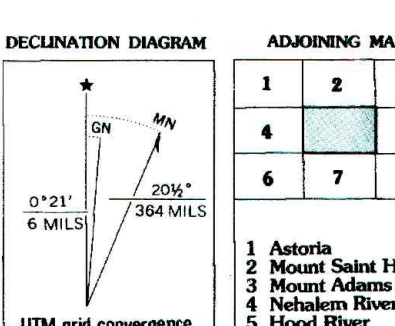 DECLINATION DIAGRAM
GN
MN
0°21'
6 MILS
20½°
364 MILS
UTM grid convergence
ADJOINING MA
1 2
4
6 7
1 Astoria
2 Mount Saint H
3 Mount Adams
4 Nehalem River
5 Hood River